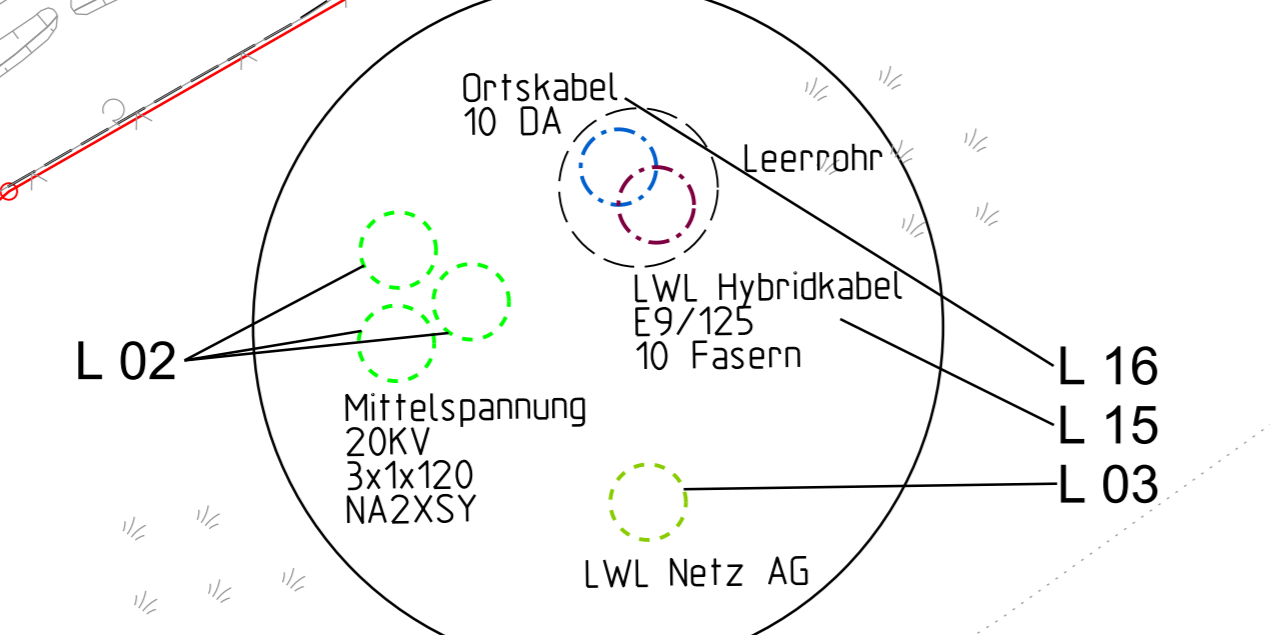 Ortskabel
10 DA
Leerrohr
LWL Hybridkabel
E9/125
10 Fasern
L 02
L 16
L 15
L 03
Mittelspannung
20KV
3x1x120
NA2XSY
LWL Netz AG